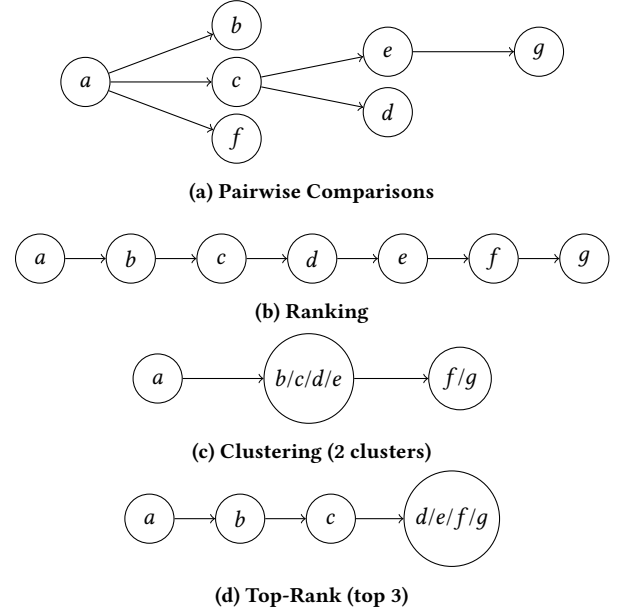 b
e
g
a
c
d
f
(a) Pairwise Comparisons
a b c d e f g
(b) Ranking
a b/c/d/e f/g
(c) Clustering (2 clusters)
a b c d/e/f/g
(d) Top-Rank (top 3)